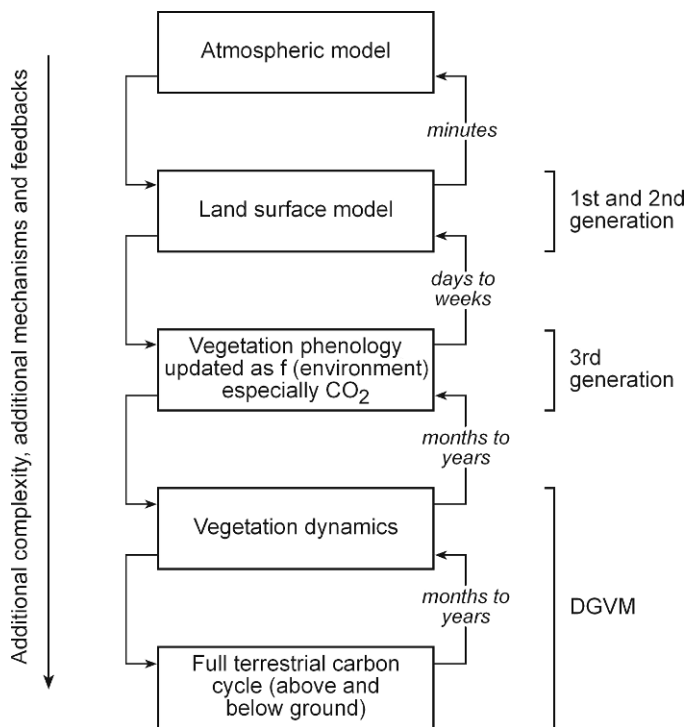 Additional complexity, additional mechanisms and feedbacks
Atmospheric model
minutes
Land surface model
1st and 2nd
generation
days to
weeks
Vegetation phenology
updated as f (environment)
especially CO2
3rd
generation
months to
years
Vegetation dynamics
months to
years
DGVM
Full terrestrial carbon
cycle (above and
below ground)